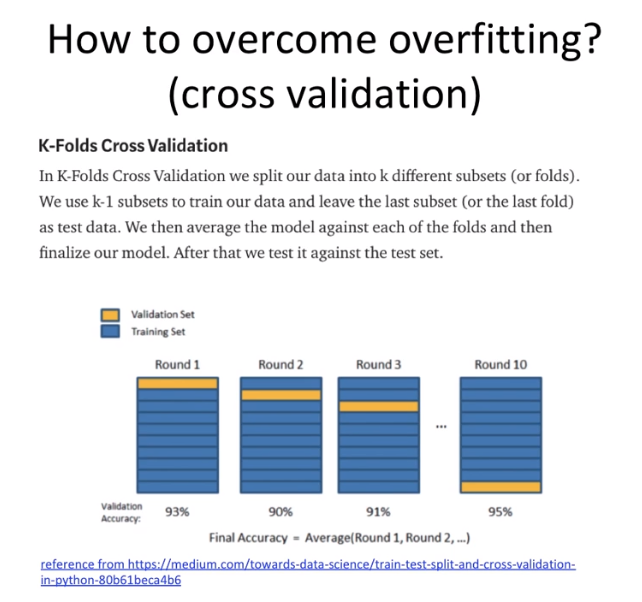 How to overcome overfitting?
(cross validation)
K-Folds Cross Validation
In K-Folds Cross Validation we split our data into k different subsets (or folds).
We use k-1 subsets to train our data and leave the last subset (or the last fold)
as test data. We then average the model against each of the folds and then
finalize our model. After that we test it against the test set.
Validation Set
Training Set
Round 1 Round 2 Round 3 Round 10
...
Validation
Accuracy: 93% 90% 91% 95%
Final Accuracy = Average(Round 1, Round 2, ...)
reference from https://medium.com/towards-data-science/train-test-split-and-cross-validation-
in-python-80b61beca4b6